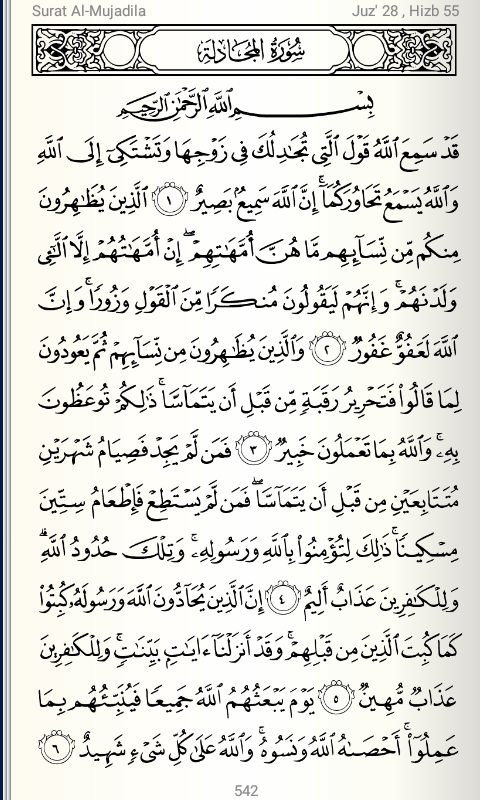 Surat Al-Mujadila Juz' 28 , Hizb 55
سُورَةُ المُجَادلَة
بِسْمِ ٱللَّهِ ٱلرَّحْمَٰنِ ٱلرَّحِيمِ
قَدْ سَمِعَ ٱللَّهُ قَوْلَ ٱلَّتِى تُجَٰدِلُكَ فِى زَوْجِهَا وَتَشْتَكِىٓ إِلَى ٱللَّهِ
وَٱللَّهُ يَسْمَعُ تَحَاوُرَكُمَآ ۚ إِنَّ ٱللَّهَ سَمِيعٌۢ بَصِيرٌ ١ ٱلَّذِينَ يُظَٰهِرُونَ
مِنكُم مِّن نِّسَآئِهِم مَّا هُنَّ أُمَّهَٰتِهِمْ ۖ إِنْ أُمَّهَٰتُهُمْ إِلَّا ٱلَّٰٓـِٔى
وَلَدْنَهُمْ ۚ وَإِنَّهُمْ لَيَقُولُونَ مُنكَرًا مِّنَ ٱلْقَوْلِ وَزُورًا ۚ وَإِنَّ
ٱللَّهَ لَعَفُوٌّ غَفُورٌ ٢ وَٱلَّذِينَ يُظَٰهِرُونَ مِن نِّسَآئِهِمْ ثُمَّ يَعُودُونَ
لِمَا قَالُوا۟ فَتَحْرِيرُ رَقَبَةٍ مِّن قَبْلِ أَن يَتَمَآسَّا ۚ ذَٰلِكُمْ تُوعَظُونَ
بِهِۦ ۚ وَٱللَّهُ بِمَا تَعْمَلُونَ خَبِيرٌ ٣ فَمَن لَّمْ يَجِدْ فَصِيَامُ شَهْرَيْنِ
مُتَتَابِعَيْنِ مِن قَبْلِ أَن يَتَمَآسَّا ۖ فَمَن لَّمْ يَسْتَطِعْ فَإِطْعَامُ سِتِّينَ
مِسْكِينًا ۚ ذَٰلِكَ لِتُؤْمِنُوا۟ بِٱللَّهِ وَرَسُولِهِۦ ۚ وَتِلْكَ حُدُودُ ٱللَّهِ ۗ
وَلِلْكَٰفِرِينَ عَذَابٌ أَلِيمٌ ٤ إِنَّ ٱلَّذِينَ يُحَآدُّونَ ٱللَّهَ وَرَسُولَهُۥ كُبِتُوا۟
كَمَا كُبِتَ ٱلَّذِينَ مِن قَبْلِهِمْ ۚ وَقَدْ أَنزَلْنَآ ءَايَٰتٍۭ بَيِّنَٰتٍ ۚ وَلِلْكَٰفِرِينَ
عَذَابٌ مُّهِينٌ ٥ يَوْمَ يَبْعَثُهُمُ ٱللَّهُ جَمِيعًا فَيُنَبِّئُهُم بِمَا
عَمِلُوٓا۟ ۚ أَحْصَىٰهُ ٱللَّهُ وَنَسُوهُ ۚ وَٱللَّهُ عَلَىٰ كُلِّ شَىْءٍ شَهِيدٌ ٦
542